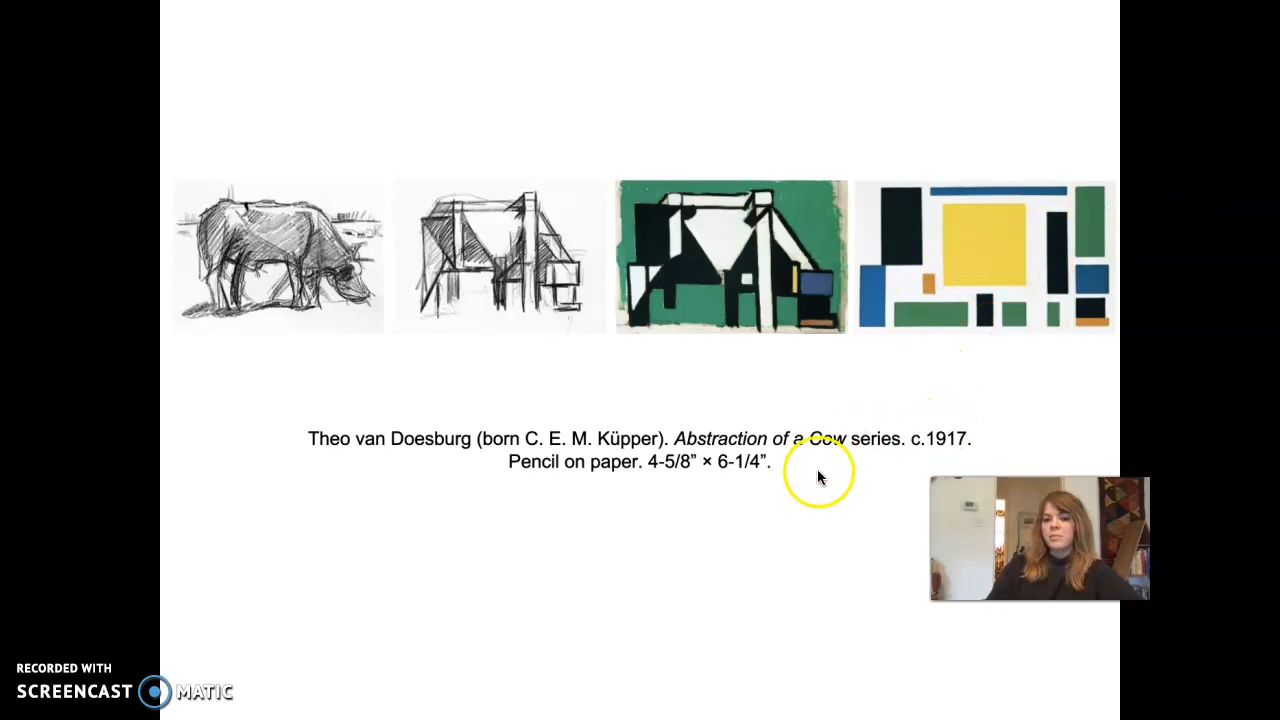 Theo van Doesburg (born C. E. M. Küpper). Abstraction of a Cow series. c.1917.
Pencil on paper. 4-5/8” × 6-1/4”.
RECORDED WITH
SCREENCAST MATIC